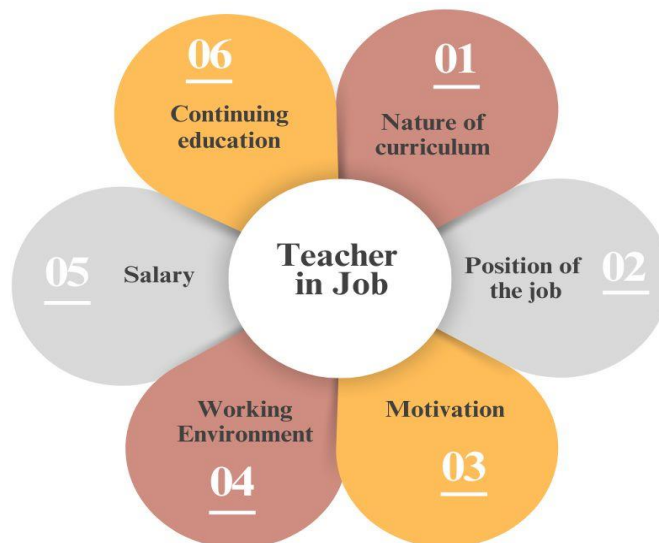 Teacher
in Job
01
Nature of
curriculum
02
Position of
the job
03
Motivation
04
Working
Environment
05
Salary
06
Continuing
education